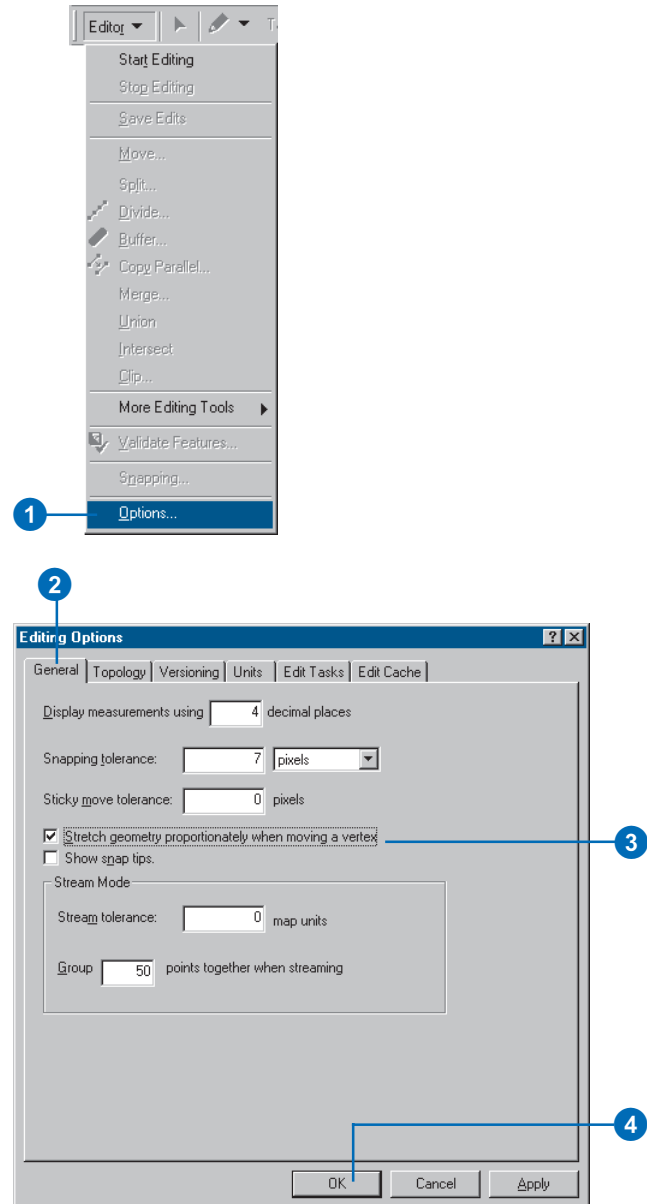 Editor
Start Editing
Stop Editing
Save Edits
Move...
Split...
Divide...
Buffer...
Copy Parallel...
Merge...
Union
Intersect
Clip...
More Editing Tools
Validate Features...
Snapping...
1
Options...
2
Editing Options
General Topology Versioning Units Edit Tasks Edit Cache
Display measurements using 4 decimal places
Snapping tolerance: 7 pixels
Sticky move tolerance: 0 pixels
Stretch geometry proportionately when moving a vertex
3
Show snap tips.
Stream Mode
Stream tolerance: 0 map units
Group 50 points together when streaming
4
OK Cancel Apply